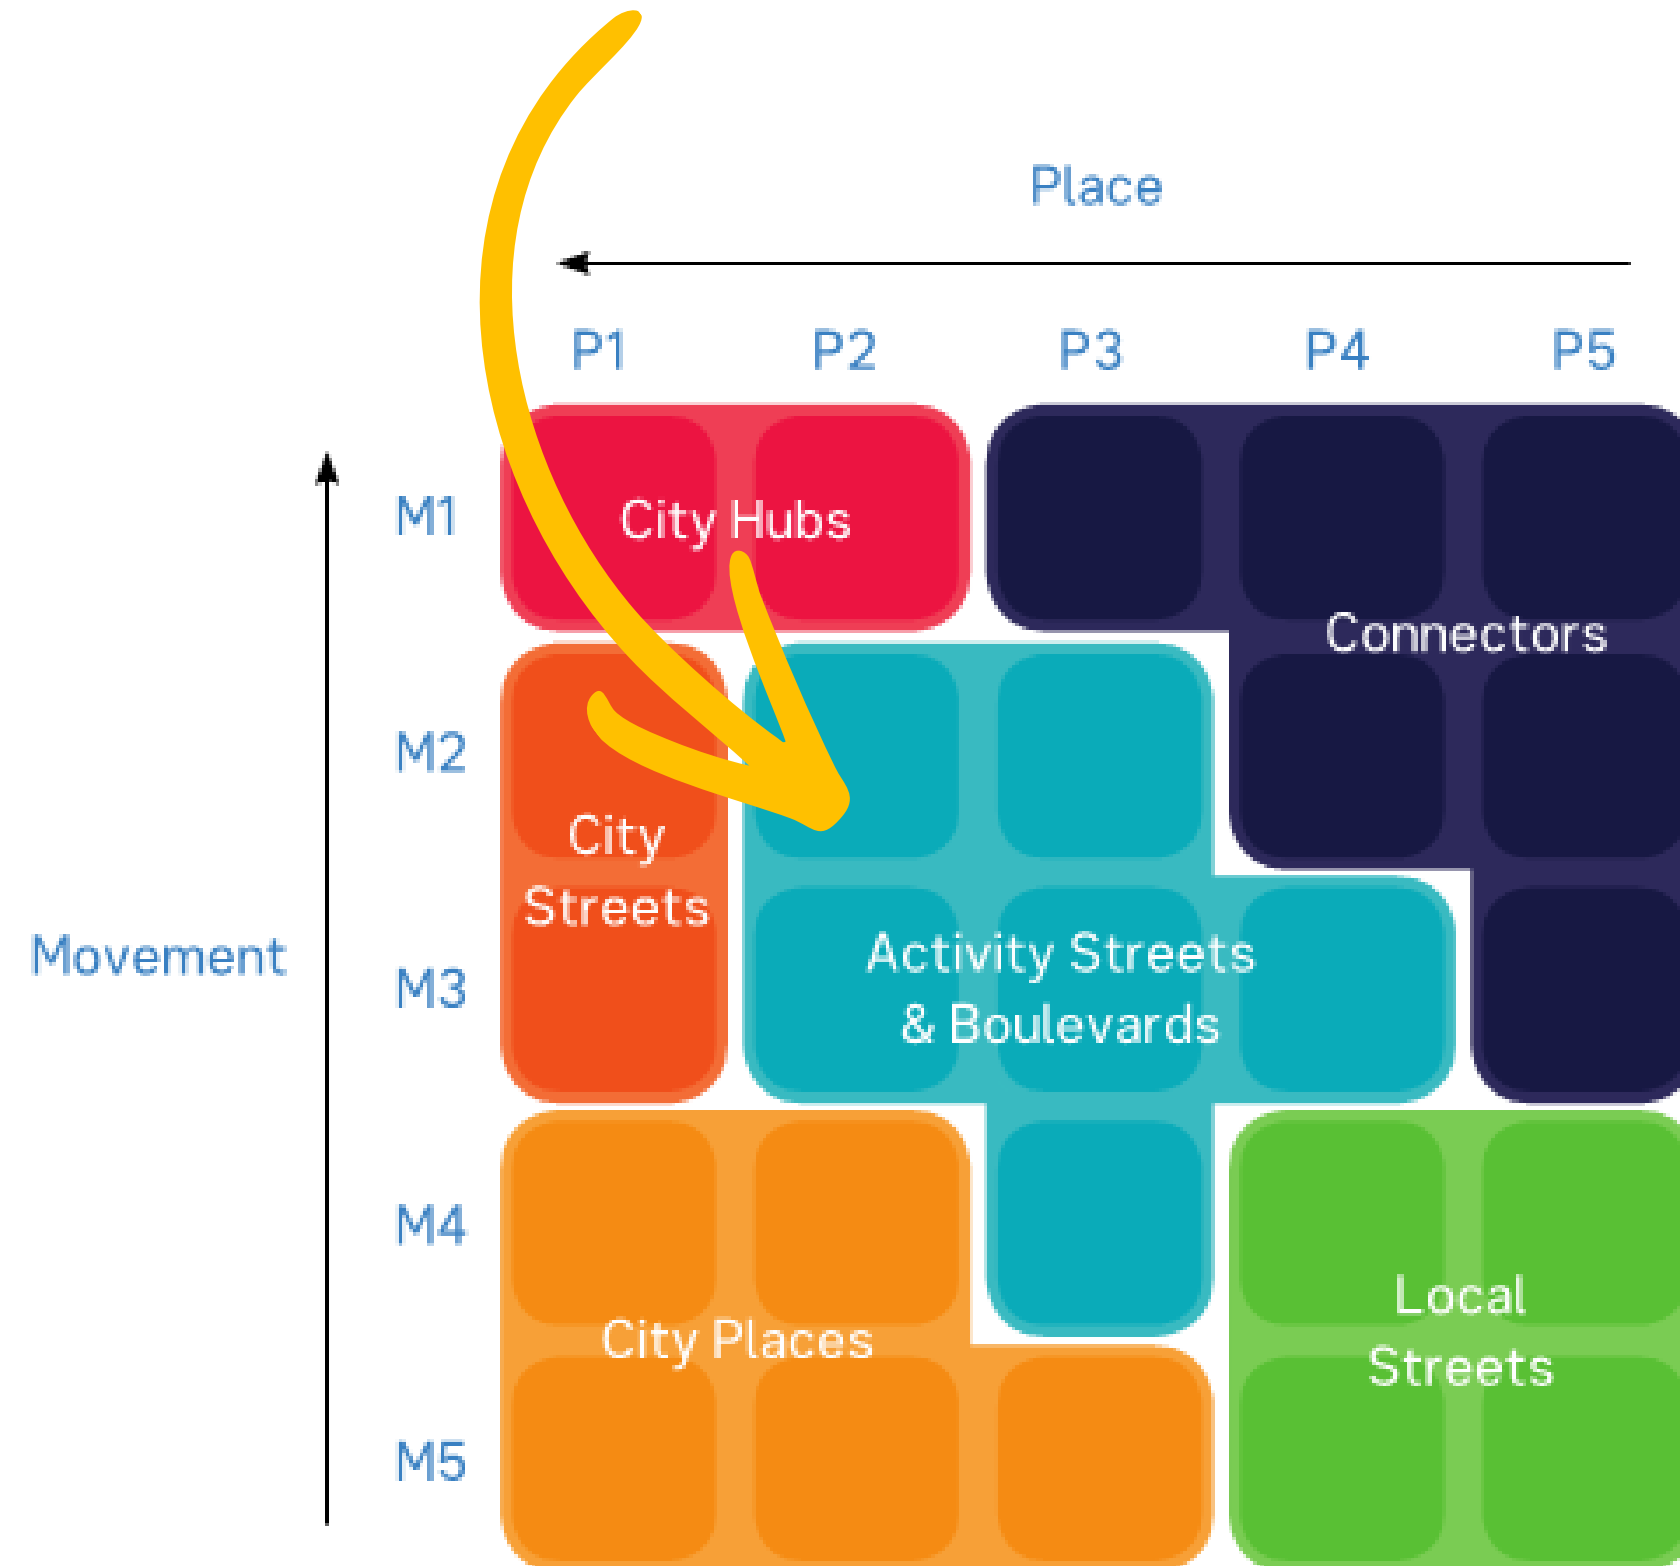 Place
P1 P2 P3 P4 P5
M1
City Hubs
Connectors
M2
City
Streets
Movement
M3
Activity Streets
& Boulevards
M4
Local
Streets
City Places
M5